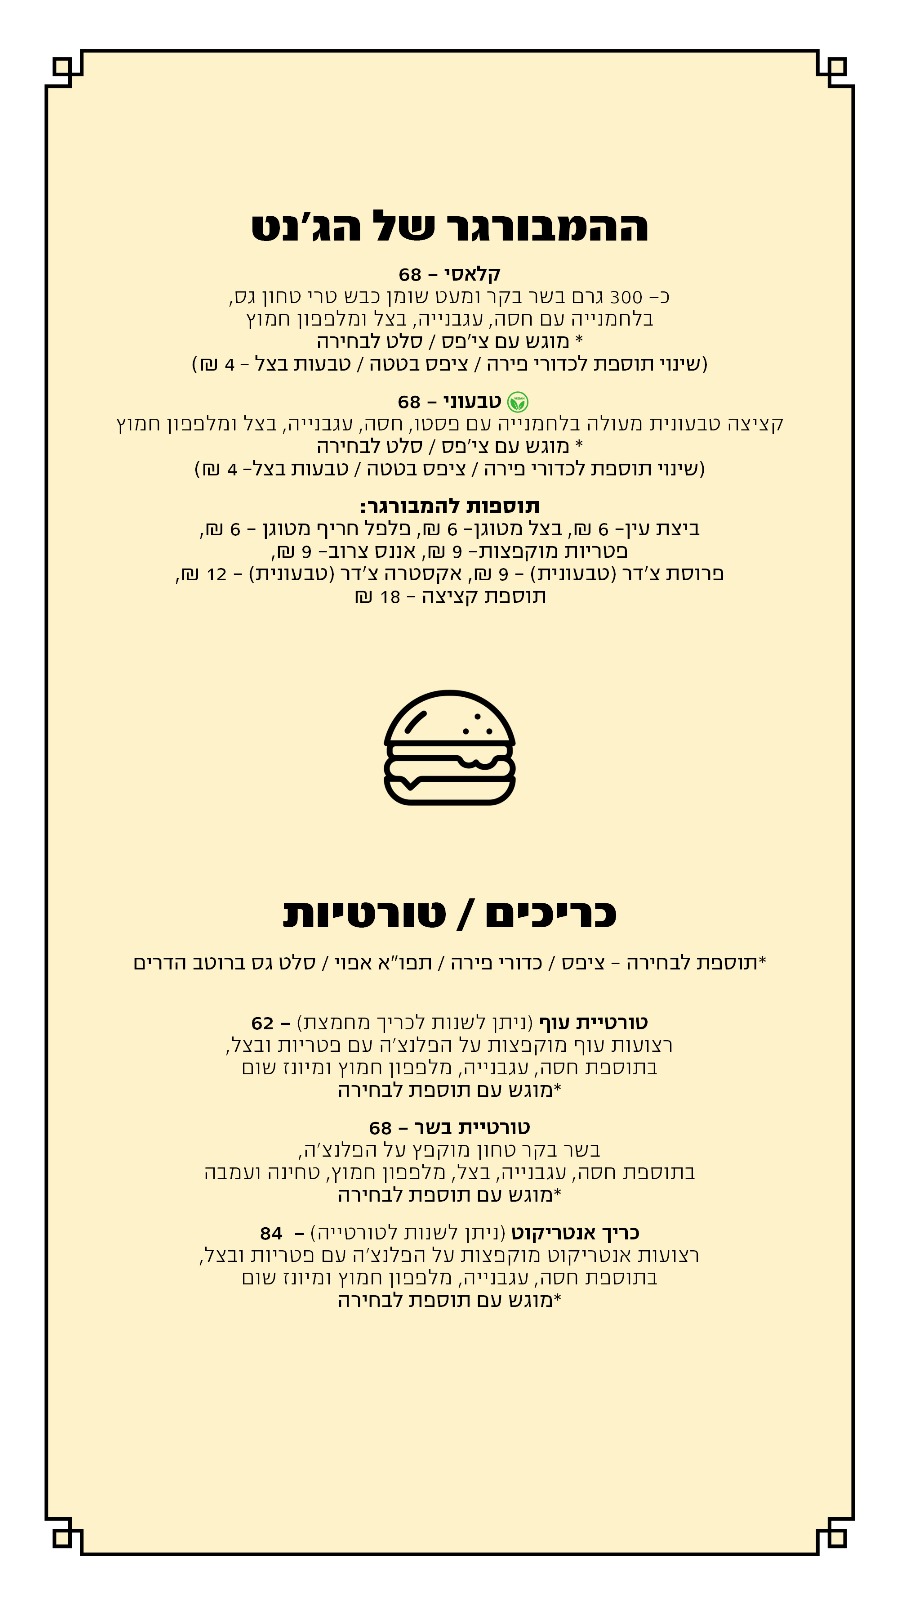 ההמבורגר של הג'נט
קלאסי – 68
כ– 300 גרם בשר בקר ומעט שומן כבש טרי טחון גס,
בלחמנייה עם חסה, עגבנייה, בצל ומלפפון חמוץ
* מוגש עם צי'פס / סלט לבחירה
(שינוי תוספת לכדורי פירה / ציפס בטטה / טבעות בצל – 4 ₪)
טבעוני – 68
קציצה טבעונית מעולה בלחמנייה עם פסטו, חסה, עגבנייה, בצל ומלפפון חמוץ
* מוגש עם צי'פס / סלט לבחירה
(שינוי תוספת לכדורי פירה / ציפס בטטה / טבעות בצל– 4 ₪)
תוספות להמבורגר:
ביצת עין– 6 ₪, בצל מטוגן– 6 ₪, פלפל חריף מטוגן – 6 ₪,
פטריות מוקפצות– 9 ₪, אננס צרוב– 9 ₪,
פרוסת צ'דר (טבעונית) – 9 ₪, אקסטרה צ'דר (טבעונית) – 12 ₪,
תוספת קציצה – 18 ₪
כריכים / טורטיות
*תוספת לבחירה – ציפס / כדורי פירה / תפו"א אפוי / סלט גס ברוטב הדרים
טורטיית עוף (ניתן לשנות לכריך מחמצת) – 62
רצועות עוף מוקפצות על הפלנצ'ה עם פטריות ובצל,
בתוספת חסה, עגבנייה, מלפפון חמוץ ומיונז שום
*מוגש עם תוספת לבחירה
טורטיית בשר – 68
בשר בקר טחון מוקפץ על הפלנצ'ה,
בתוספת חסה, עגבנייה, בצל, מלפפון חמוץ, טחינה ועמבה
*מוגש עם תוספת לבחירה
כריך אנטריקוט (ניתן לשנות לטורטייה) – 84
רצועות אנטריקוט מוקפצות על הפלנצ'ה עם פטריות ובצל,
בתוספת חסה, עגבנייה, מלפפון חמוץ ומיונז שום
*מוגש עם תוספת לבחירה